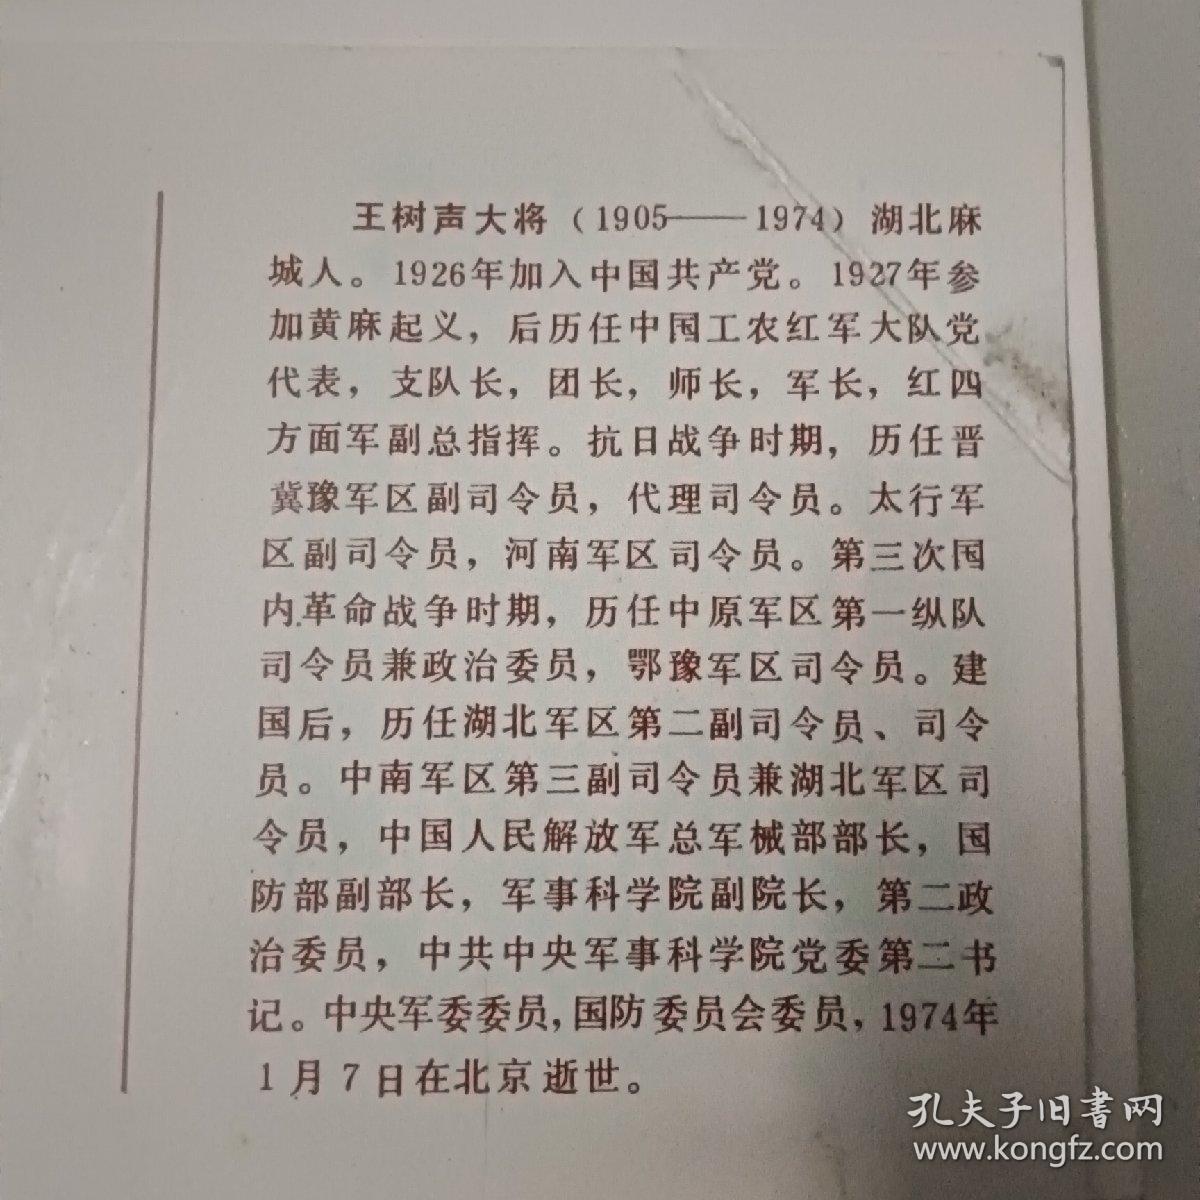 王树声大将（1905——1974）湖北麻
城人。1926年加入中国共产党。1927年参
加黄麻起义，后历任中国工农红军大队党
代表，支队长，团长，师长，军长，红四
方面军副总指挥。抗日战争时期，历任晋
冀豫军区副司令员，代理司令员。太行军
区副司令员，河南军区司令员。第三次国
内革命战争时期，历任中原军区第一纵队
司令员兼政治委员，鄂豫军区司令员。建
国后，历任湖北军区第二副司令员、司令
员。中南军区第三副司令员兼湖北军区司
令员，中国人民解放军总军械部部长，国
防部副部长，军事科学院副院长，第二政
治委员，中共中央军事科学院党委第二书
记。中央军委委员，国防委员会委员，1974年
1月7日在北京逝世。
孔夫子旧書网
www.kongfz.com